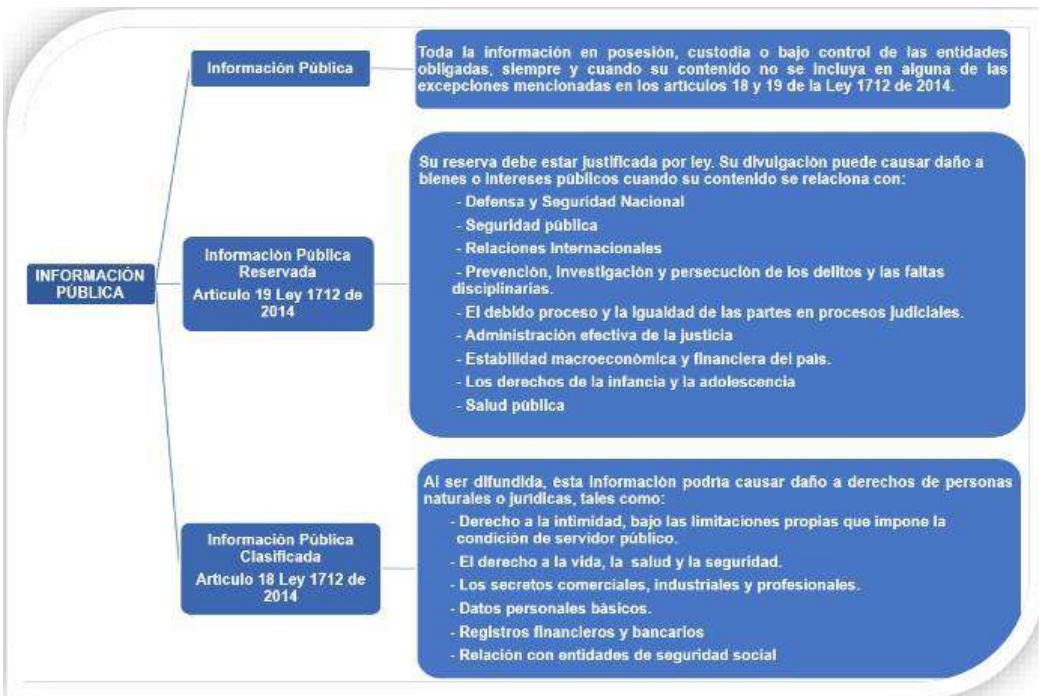 INFORMACIÓN
PÚBLICA
Información Pública
Toda la información en posesión, custodia o bajo control de las entidades
obligadas, siempre y cuando su contenido no se incluya en alguna de las
excepciones mencionadas en los artículos 18 y 19 de la Ley 1712 de 2014.
Información Pública
Reservada
Artículo 19 Ley 1712 de
2014
Su reserva debe estar justificada por ley. Su divulgación puede causar daño a
bienes o intereses públicos cuando su contenido se relaciona con:
- Defensa y Seguridad Nacional
- Seguridad pública
- Relaciones Internacionales
- Prevención, investigación y persecución de los delitos y las faltas
disciplinarias.
- El debido proceso y la igualdad de las partes en procesos judiciales.
- Administración efectiva de la justicia
- Estabilidad macroeconómica y financiera del país.
- Los derechos de la infancia y la adolescencia
- Salud pública
Información Pública
Clasificada
Artículo 18 Ley 1712 de
2014
Al ser difundida, ésta información podría causar daño a derechos de personas
naturales o jurídicas, tales como:
- Derecho a la intimidad, bajo las limitaciones propias que impone la
condición de servidor público.
- El derecho a la vida, la salud y la seguridad.
- Los secretos comerciales, industriales y profesionales.
- Datos personales básicos.
- Registros financieros y bancarios
- Relación con entidades de seguridad social